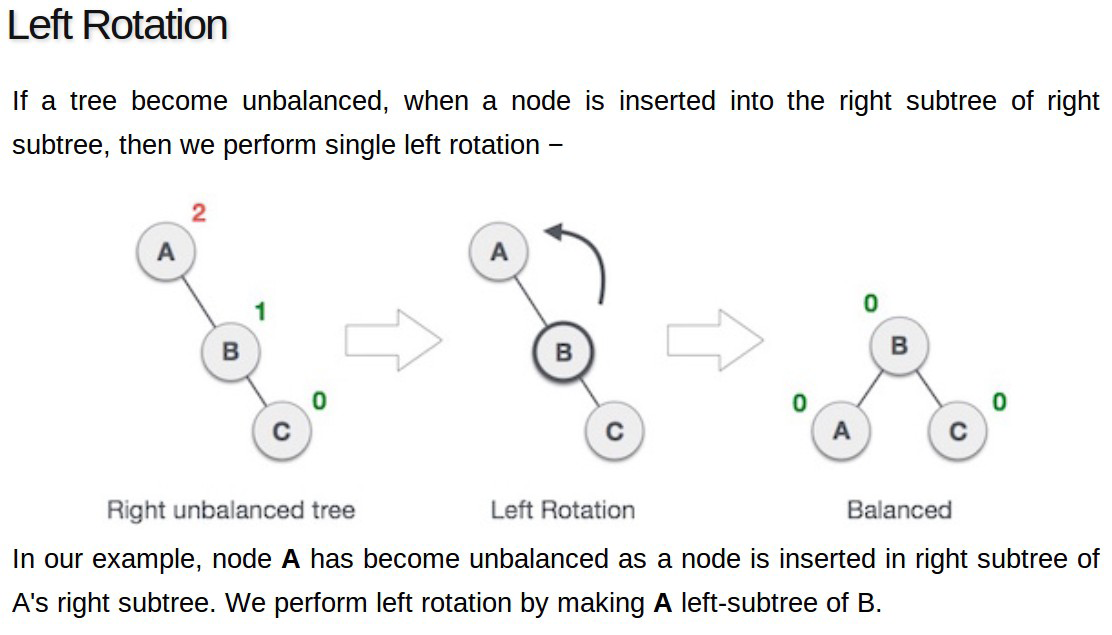 Left Rotation
If a tree become unbalanced, when a node is inserted into the right subtree of right
subtree, then we perform single left rotation −
2
A
1
B
0
C
A
B
C
0
B
0
A
0
C
Right unbalanced tree
Left Rotation
Balanced
In our example, node A has become unbalanced as a node is inserted in right subtree of
A's right subtree. We perform left rotation by making A left-subtree of B.